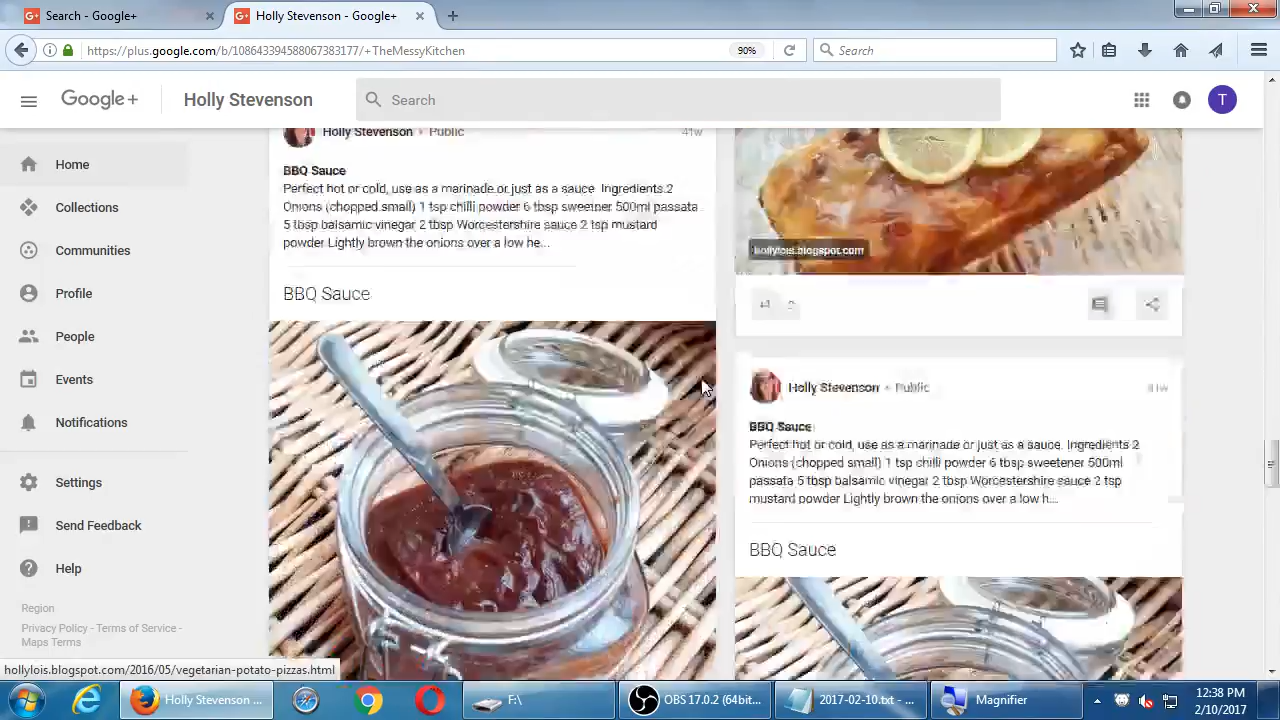 Search - Google+
Holly Stevenson - Google+
https://plus.google.com/b/108643394588067383177/+TheMessyKitchen
90%
Search
Google+
Holly Stevenson
Search
T
Home
Collections
Communities
Profile
People
Events
Notifications
Settings
Send Feedback
Help
Region
Privacy Policy - Terms of Service -
Maps Terms
Holly Stevenson
Public
41w
BBQ Sauce
Perfect hot or cold, use as a marinade or just as a sauce Ingredients 2
Onions (chopped small) 1 tsp chilli powder 6 tbsp sweetener 500ml passata
5 tbsp balsamic vinegar 2 tbsp Worcestershire sauce 2 tsp mustard
powder Lightly brown the onions over a low he...
BBQ Sauce
hollylois.blogspot.com
Holly Stevenson
Public
41w
BBQ Sauce
Perfect hot or cold, use as a marinade or just as a sauce. Ingredients 2
Onions (chopped small) 1 tsp chilli powder 6 tbsp sweetener 500ml
passata 5 tbsp balsamic vinegar 2 tbsp Worcestershire sauce 2 tsp
mustard powder Lightly brown the onions over a low h...
BBQ Sauce
hollylois.blogspot.com/2016/05/vegetarian-potato-pizzas.html
Holly Stevenson ...
F:\
OBS 17.0.2 (64bit...
2017-02-10.txt - ...
Magnifier
12:38 PM
2/10/2017